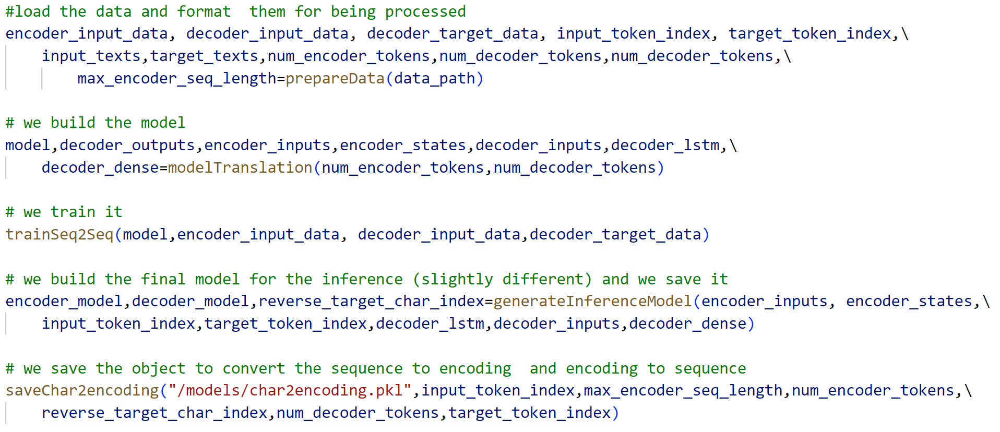 #load the data and format  them for being processed
encoder_input_data, decoder_input_data, decoder_target_data, input_token_index, target_token_index,\
    input_texts,target_texts,num_encoder_tokens,num_decoder_tokens,num_decoder_tokens,\
        max_encoder_seq_length=prepareData(data_path)

# we build the model
model,decoder_outputs,encoder_inputs,encoder_states,decoder_inputs,decoder_lstm,\
    decoder_dense=modelTranslation(num_encoder_tokens,num_decoder_tokens)

# we train it
trainSeq2Seq(model,encoder_input_data, decoder_input_data,decoder_target_data)

# we build the final model for the inference (slightly different) and we save it
encoder_model,decoder_model,reverse_target_char_index=generateInferenceModel(encoder_inputs, encoder_states,\
    input_token_index,target_token_index,decoder_lstm,decoder_inputs,decoder_dense)

# we save the object to convert the sequence to encoding  and encoding to sequence
saveChar2encoding("/models/char2encoding.pkl",input_token_index,max_encoder_seq_length,num_encoder_tokens,\
    reverse_target_char_index,num_decoder_tokens,target_token_index)